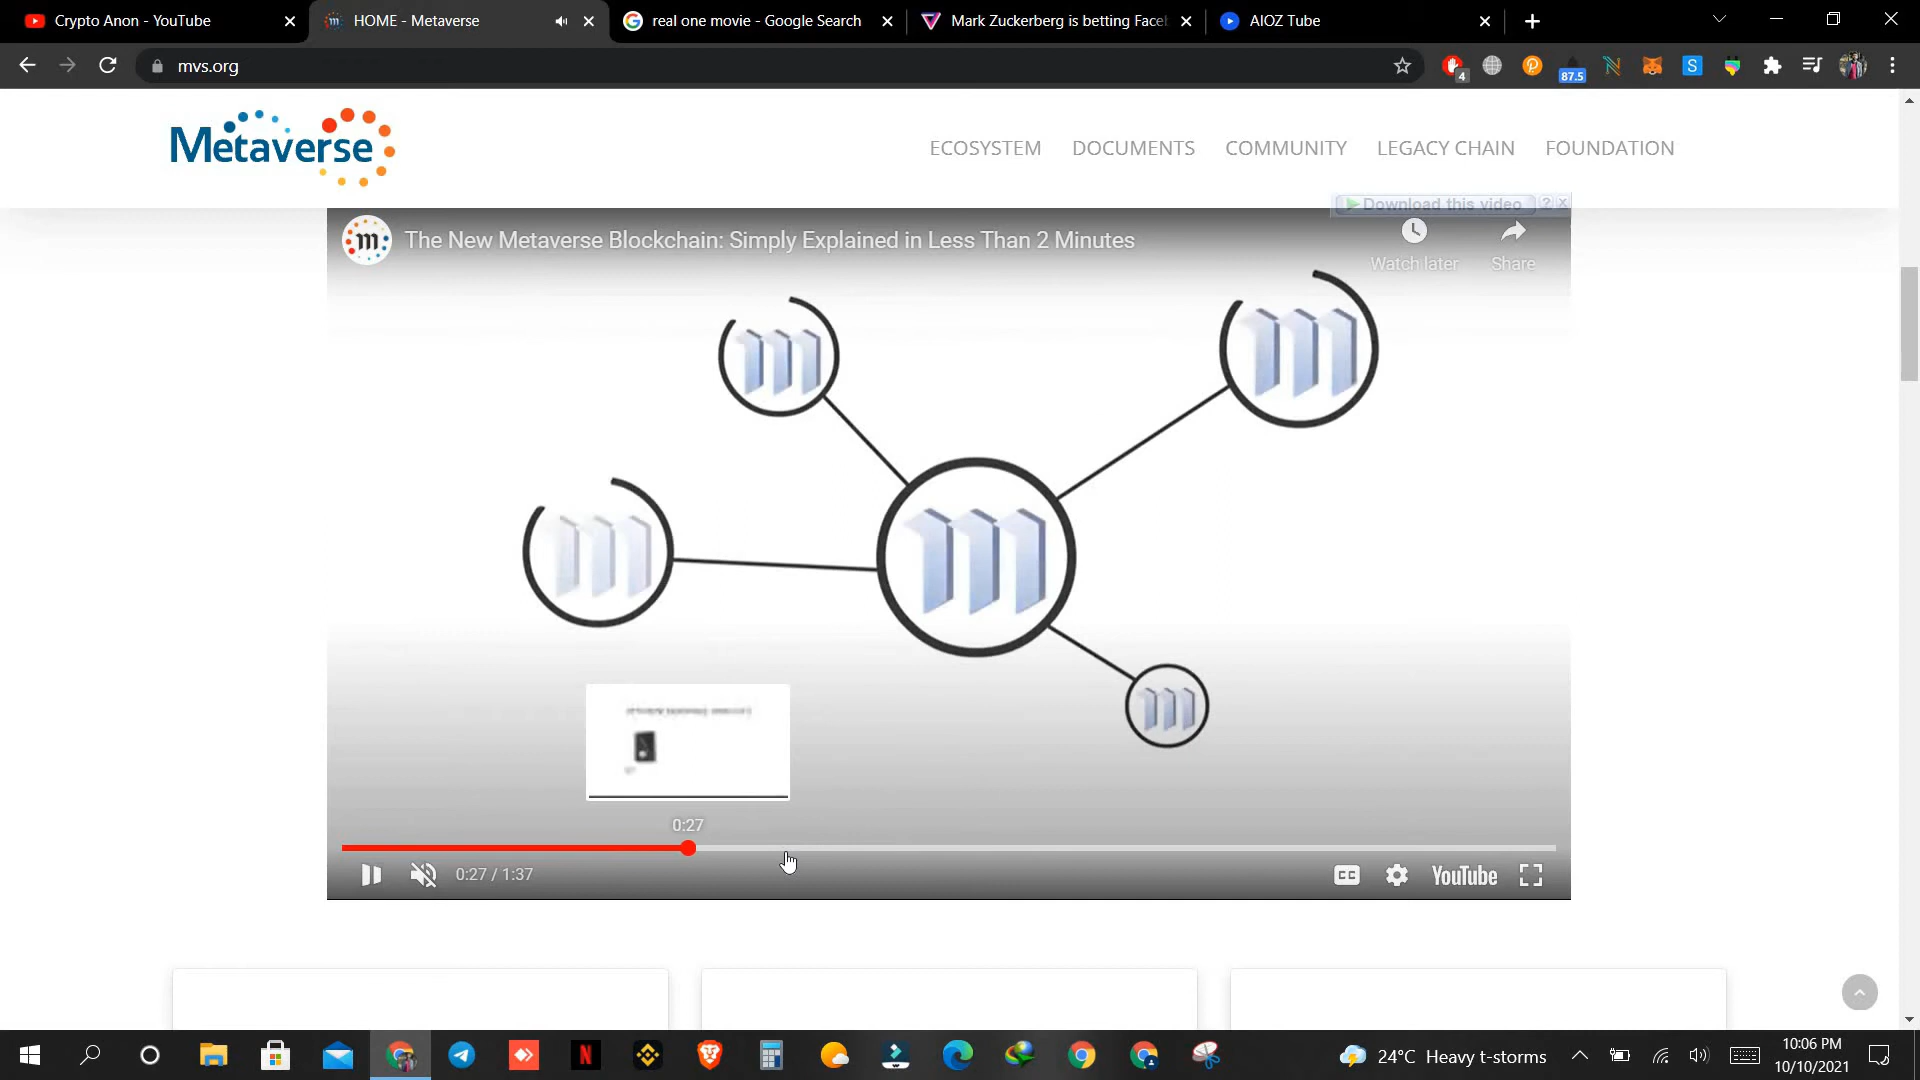 Crypto Anon - YouTube
HOME - Metaverse
real one movie - Google Search
Mark Zuckerberg is betting Faceb
AIOZ Tube
mvs.org
4
87.5
Metaverse
ECOSYSTEM
DOCUMENTS
COMMUNITY
LEGACY CHAIN
FOUNDATION
Download this video
?
x
m
The New Metaverse Blockchain: Simply Explained in Less Than 2 Minutes
Watch later
Share
m
m
m
m
m
0:27
0:27 / 1:37
CC
YouTube
24°C Heavy t-storms
10:06 PM
10/10/2021